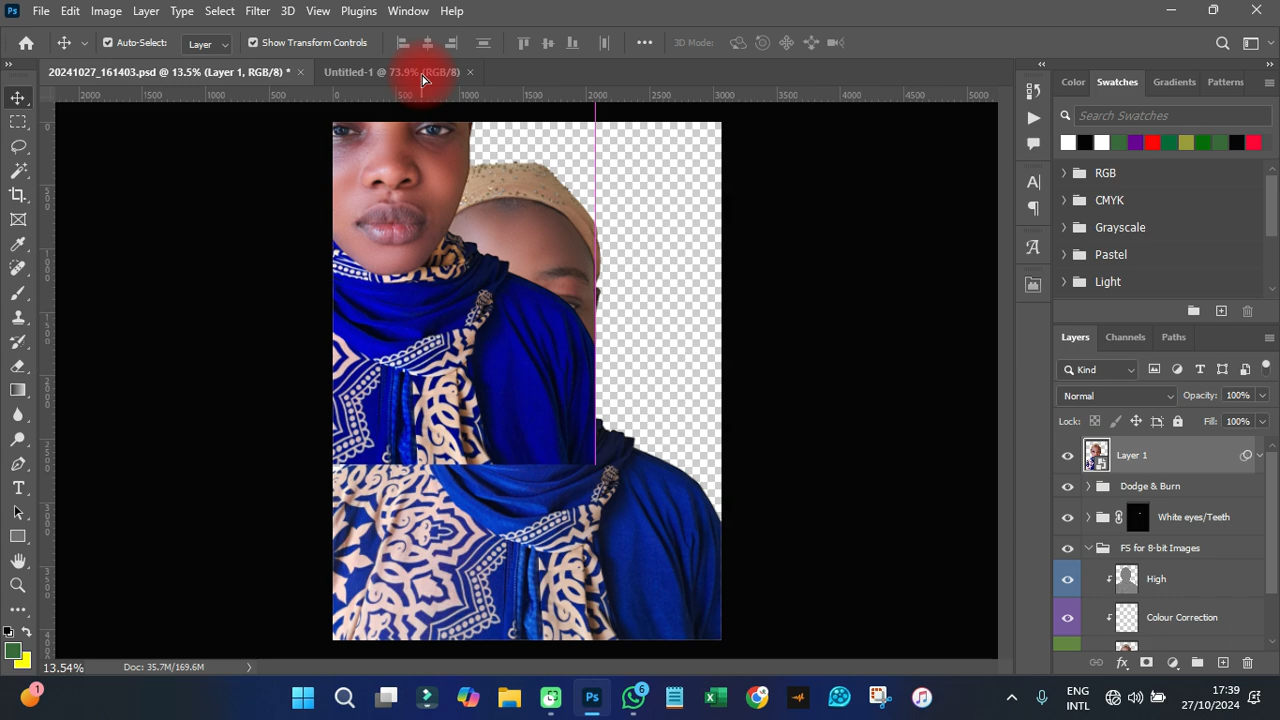 Ps File Edit Image Layer Type Select Filter 3D View Plugins Window Help
Auto-Select: Layer Show Transform Controls 3D Mode:
20241027_161403.psd @ 13.5% (Layer 1, RGB/8) * × Untitled-1 @ 73.9% (RGB/8) ×
2000 1500 1000 500 0 500 1000 1500 2000 2500 3000 3500 4000 4500 5000
Color Swatches Gradients Patterns
Search Swatches
RGB
CMYK
Grayscale
Pastel
Light
Layers Channels Paths
Kind
Normal Opacity: 100%
Lock: Fill: 100%
Layer 1
Dodge & Burn
White eyes/Teeth
FS for 8-bit Images
High
Colour Correction
13.54% Doc: 35.7M/169.6M
1
Ps
6
ENG
INTL
17:39
27/10/2024